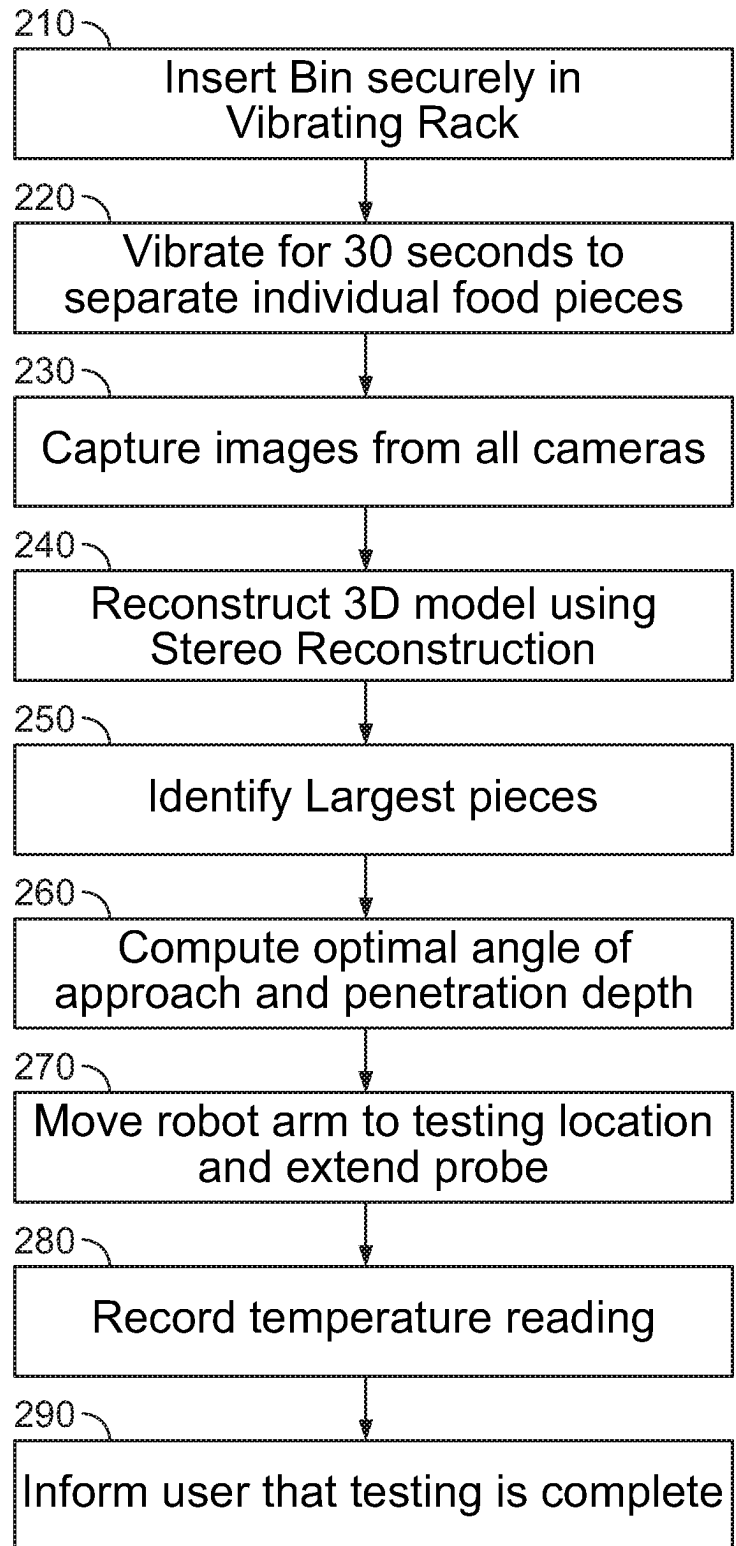 210
Insert Bin securely in
Vibrating Rack
220
Vibrate for 30 seconds to
separate individual food pieces
230
Capture images from all cameras
240
Reconstruct 3D model using
Stereo Reconstruction
250
Identify Largest pieces
260
Compute optimal angle of
approach and penetration depth
270
Move robot arm to testing location
and extend probe
280
Record temperature reading
290
Inform user that testing is complete